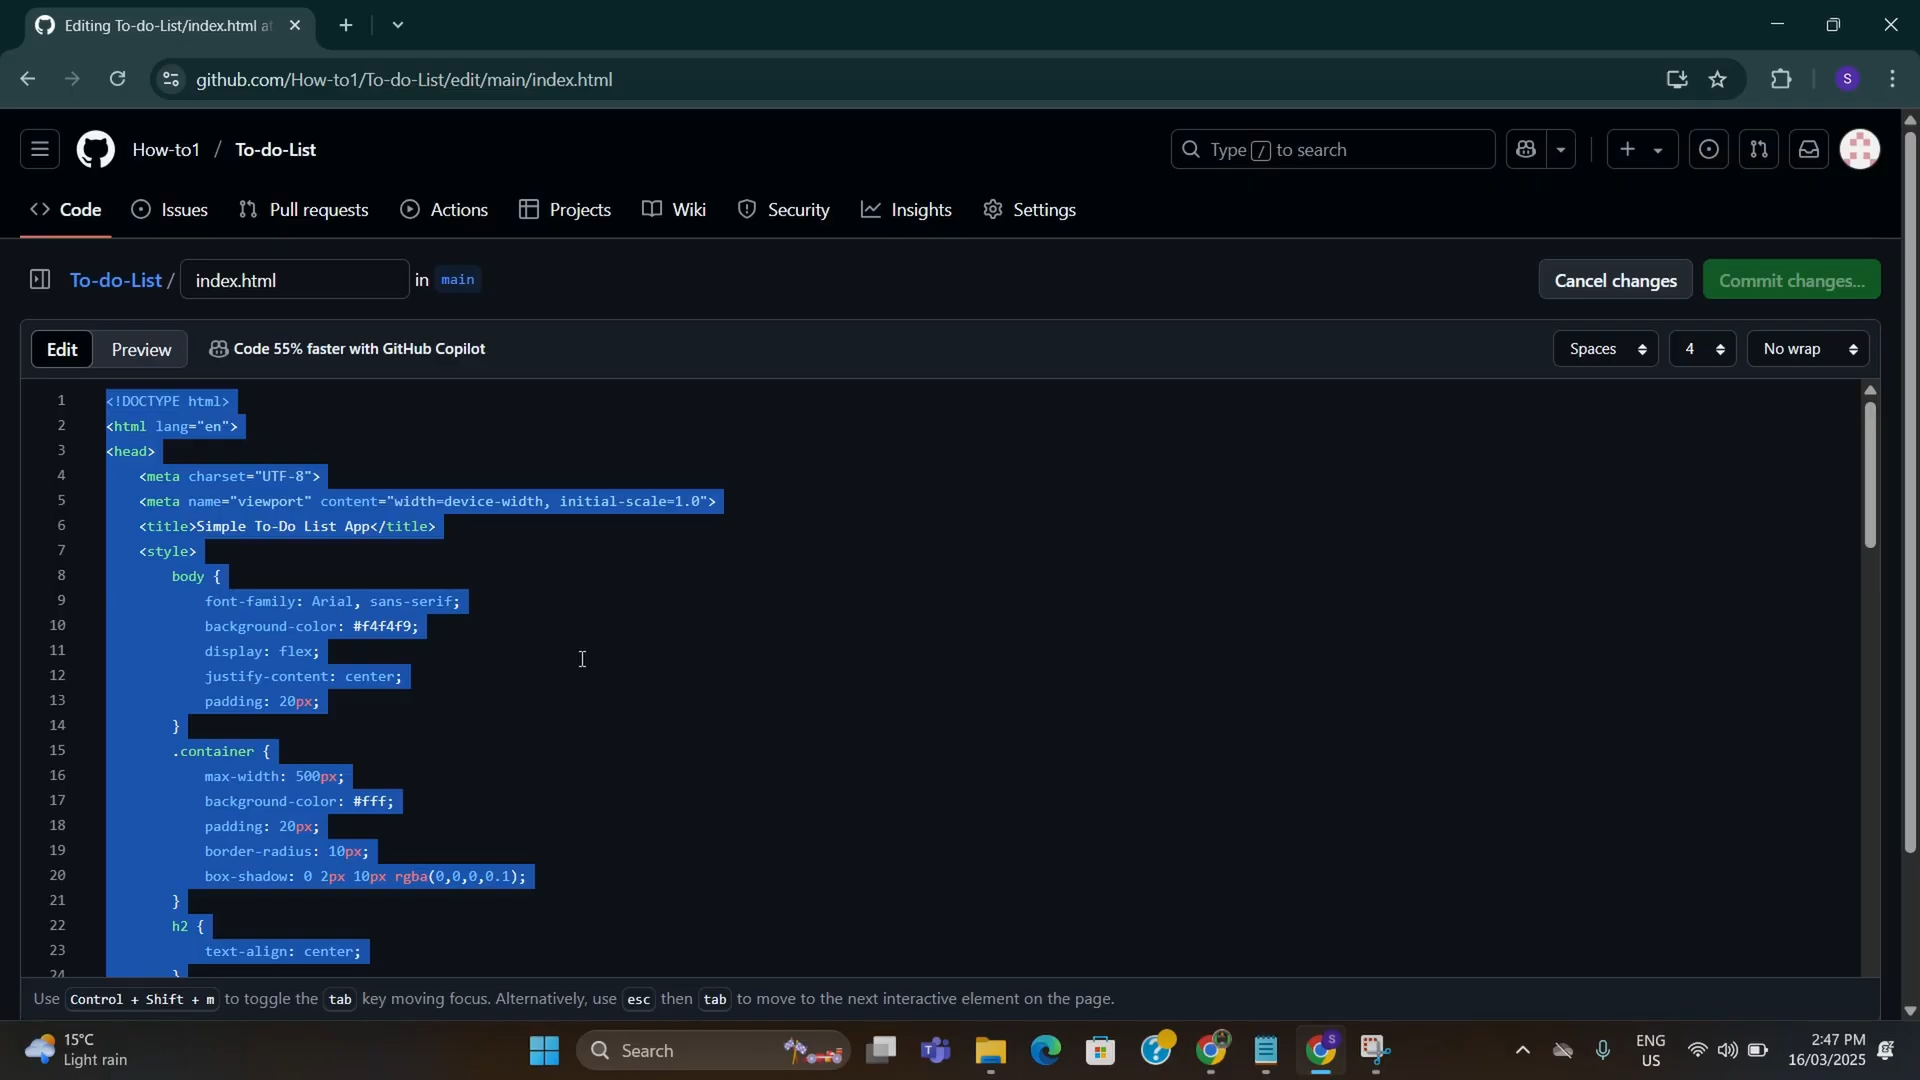 Editing To-do-List/index.html at
github.com/How-to1/To-do-List/edit/main/index.html
S
How-to1 / To-do-List
Type / to search
Code
Issues
Pull requests
Actions
Projects
Wiki
Security
Insights
Settings
To-do-List / index.html in main
Cancel changes
Commit changes...
Edit
Preview
Code 55% faster with GitHub Copilot
Spaces
4
No wrap
1 <!DOCTYPE html>
2 <html lang="en">
3 <head>
4 <meta charset="UTF-8">
5 <meta name="viewport" content="width=device-width, initial-scale=1.0">
6 <title>Simple To-Do List App</title>
7 <style>
8 body {
9 font-family: Arial, sans-serif;
10 background-color: #f4f4f9;
11 display: flex;
12 justify-content: center;
13 padding: 20px;
14 }
15 .container {
16 max-width: 500px;
17 background-color: #fff;
18 padding: 20px;
19 border-radius: 10px;
20 box-shadow: 0 2px 10px rgba(0,0,0,0.1);
21 }
22 h2 {
23 text-align: center;
24 }
Use Control + Shift + m to toggle the tab key moving focus. Alternatively, use esc then tab to move to the next interactive element on the page.
15°C
Light rain
Search
S
ENG
US
2:47 PM
16/03/2025